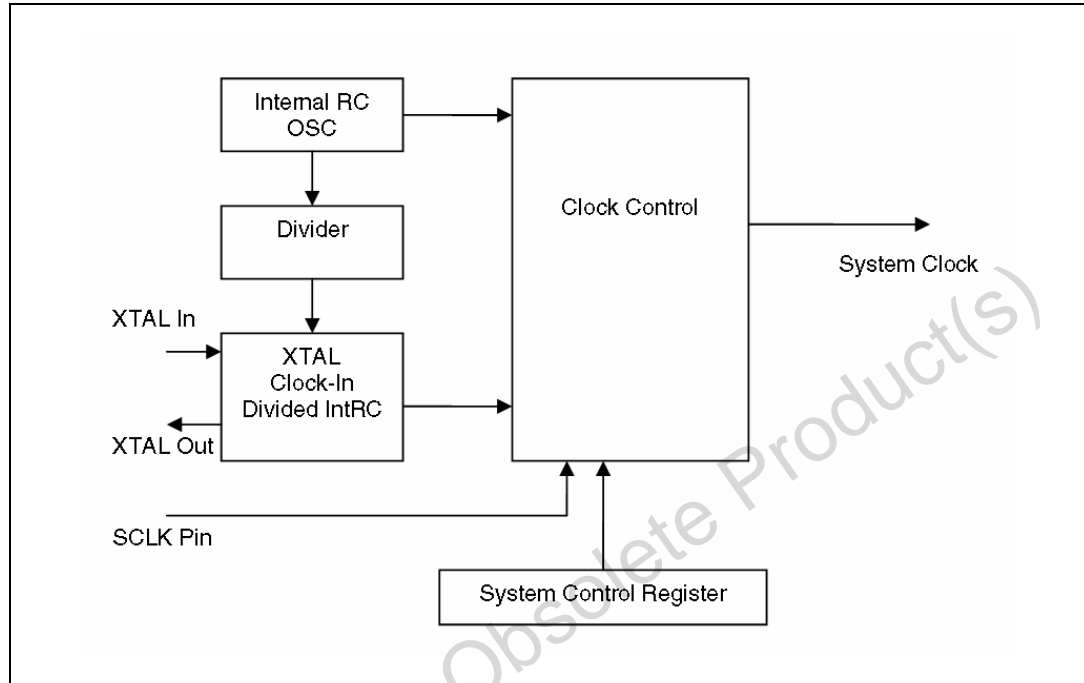 Internal RC
OSC
Divider
Clock Control
System Clock
XTAL In
XTAL
Clock-In
Divided IntRC
XTAL Out
SCLK Pin
System Control Register
Obsolete Product(s)